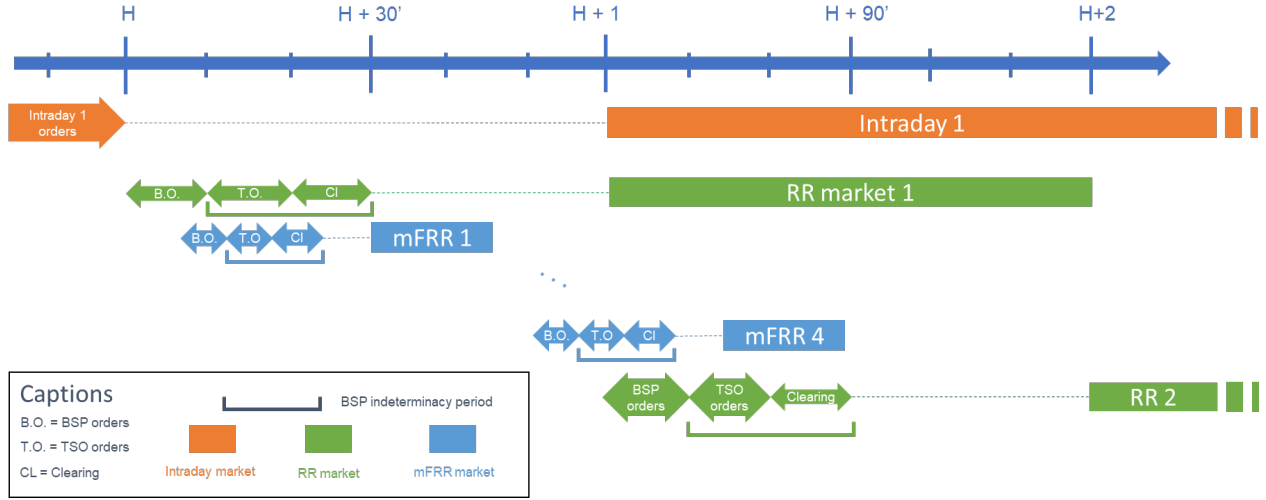 H
H + 30’
H + 1
H + 90’
H+2
Intraday 1
orders
Intraday 1
B.O.
T.O.
Cl
RR market 1
B.O.
T.O
Cl
mFRR 1
. . .
B.O.
T.O
Cl
mFRR 4
BSP
orders
TSO
orders
Clearing
RR 2
Captions
BSP indeterminacy period
B.O. = BSP orders
T.O. = TSO orders
CL = Clearing
Intraday market
RR market
mFRR market